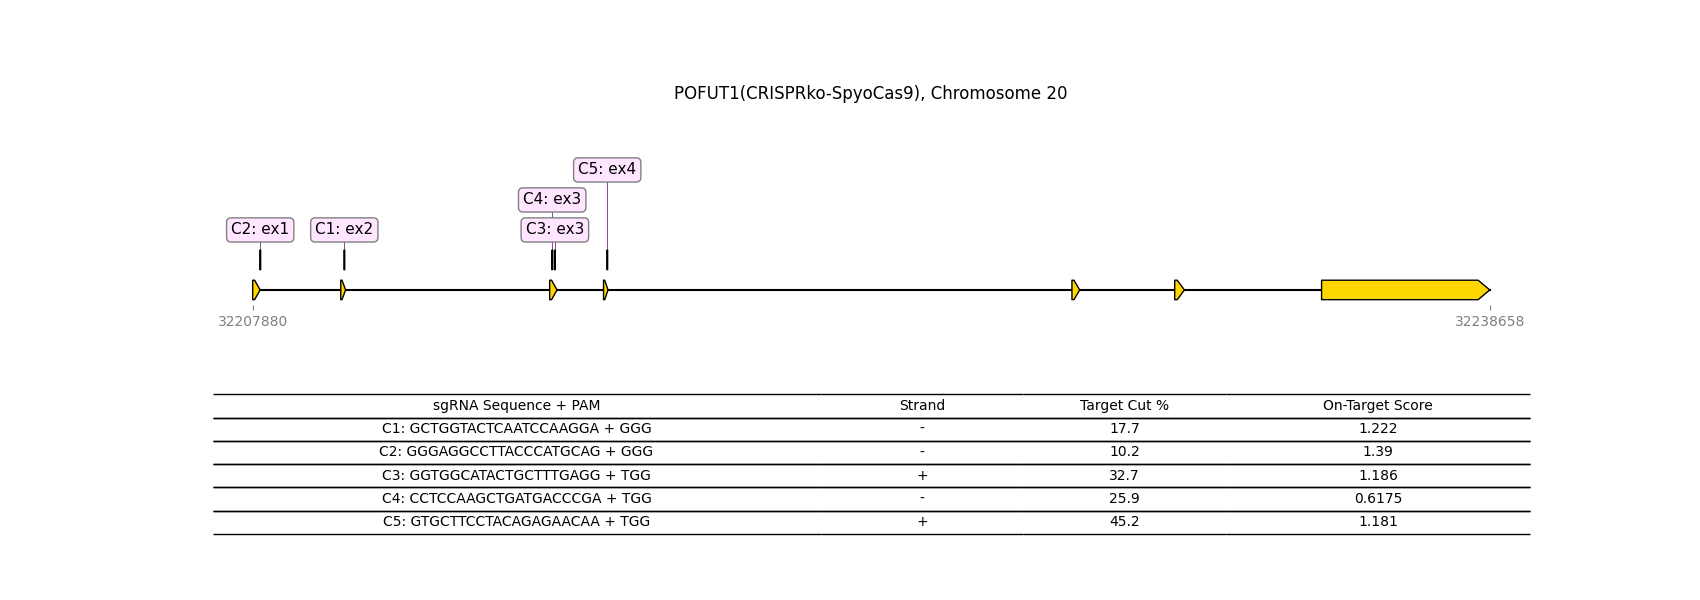 POFUT1(CRISPRko-SpyoCas9), Chromosome 20
C5: ex4
C4: ex3
C2: ex1 C1: ex2 C3: ex3
32207880 32238658
sgRNA Sequence + PAM Strand Target Cut % On-Target Score
C1: GCTGGTACTCAATCCAAGGA + GGG - 17.7 1.222
C2: GGGAGGCCTTACCCATGCAG + GGG - 10.2 1.39
C3: GGTGGCATACTGCTTTGAGG + TGG + 32.7 1.186
C4: CCTCCAAGCTGATGACCCGA + TGG - 25.9 0.6175
C5: GTGCTTCCTACAGAGAACAA + TGG + 45.2 1.181